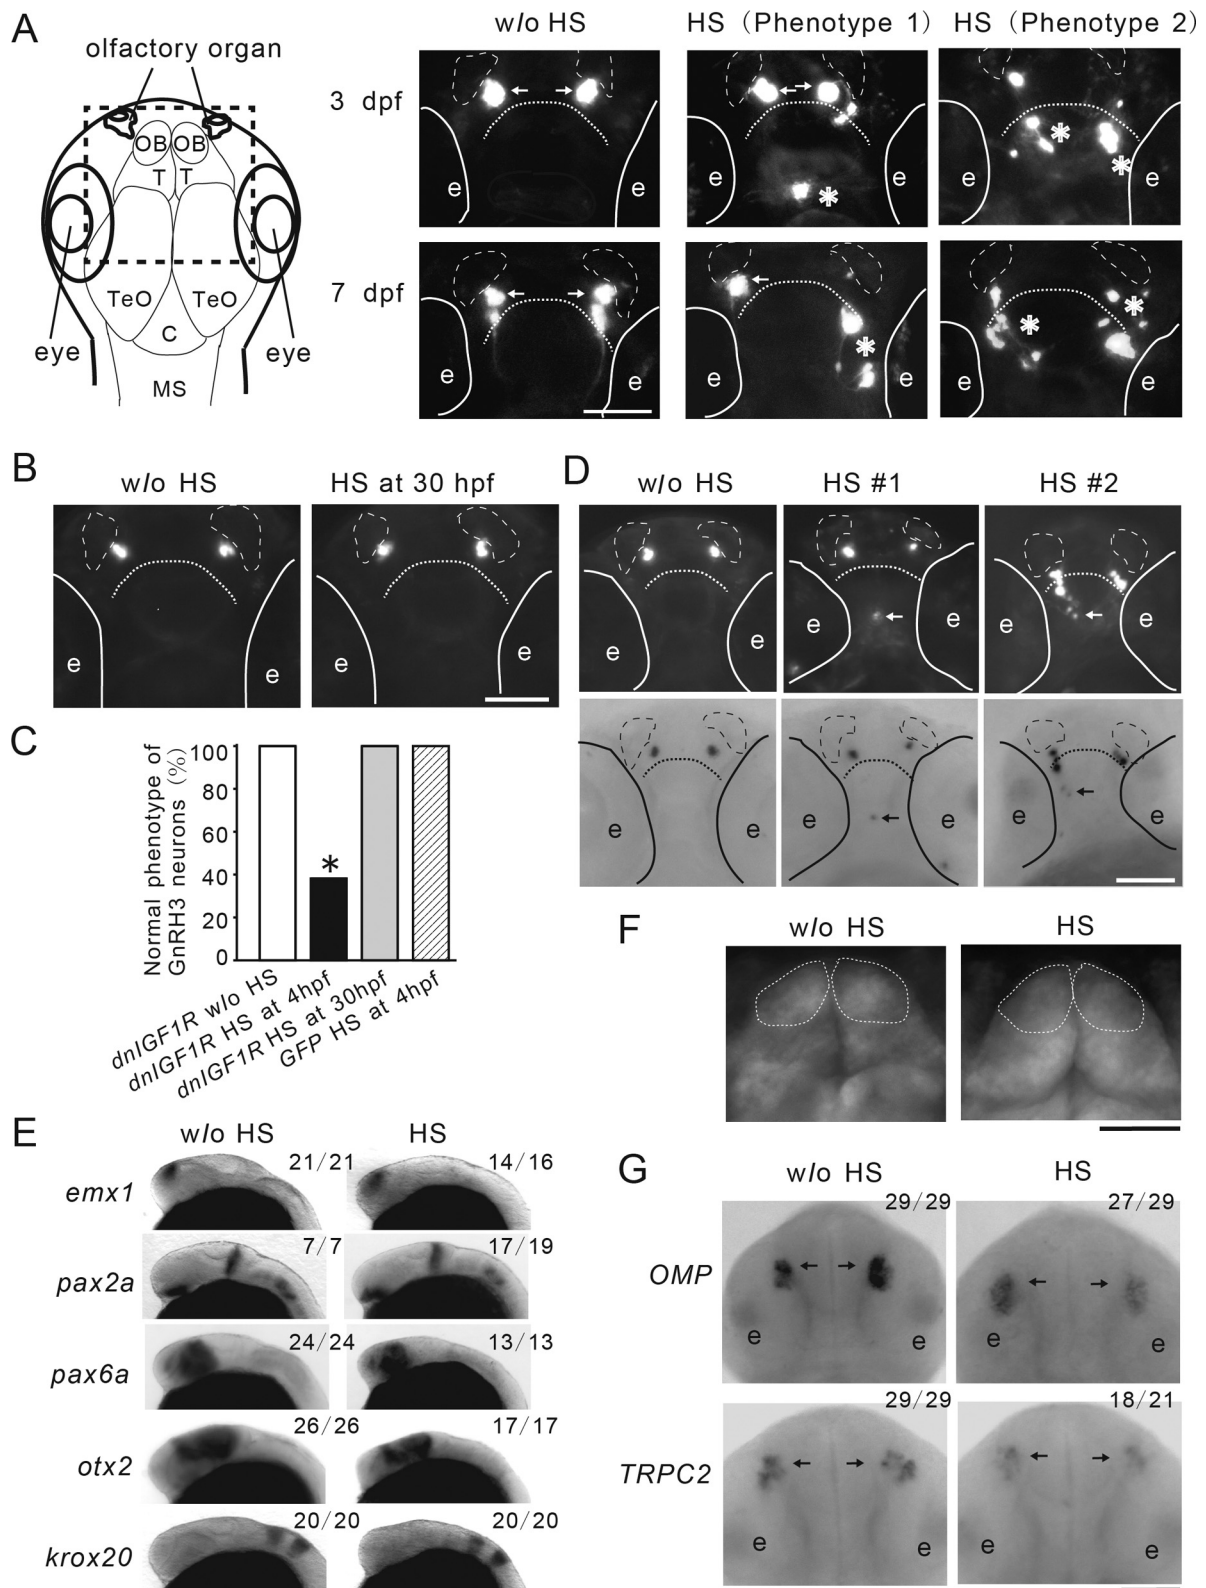 A
olfactory organ
OB OB
T T
TeO TeO
C
MS
eye eye
w/o HS
HS (Phenotype 1)
HS (Phenotype 2)
3 dpf
e e e e e
*
*
*
7 dpf
e e e e e
*
*
*
B
w/o HS
HS at 30 hpf
e e e e
C
Normal phenotype of
GnRH3 neurons (%)
100
80
60
40
20
0
*
dnIGF1R w/o HS
dnIGF1R HS at 4hpf
dnIGF1R HS at 30hpf
GFP HS at 4hpf
D
w/o HS
HS #1
HS #2
e e e e e e
e e e e e e
E
w/o HS
HS
emx1
21/21
14/16
pax2a
7/7
17/19
pax6a
24/24
13/13
otx2
26/26
17/17
krox20
20/20
20/20
F
w/o HS
HS
G
w/o HS
HS
29/29
27/29
OMP
e e e e
29/29
18/21
TRPC2
e e e e